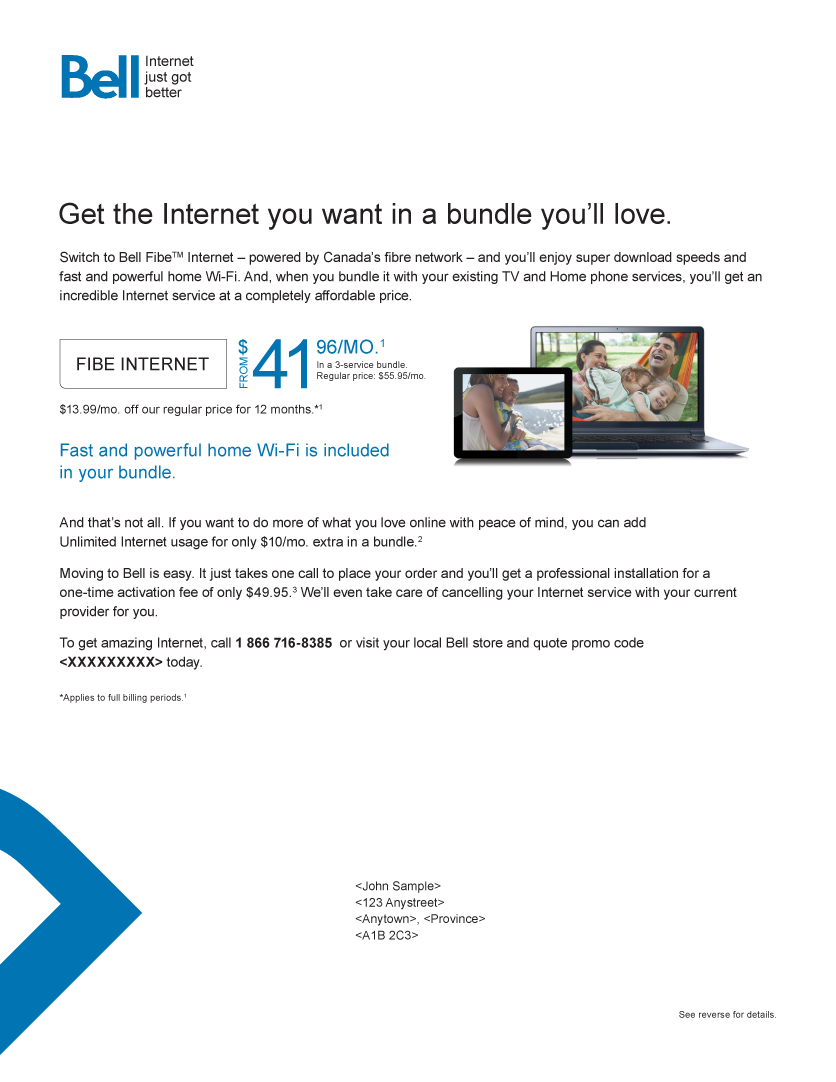 Bell
Internet
just got
better
Get the Internet you want in a bundle you’ll love.
Switch to Bell Fibe™ Internet – powered by Canada’s fibre network – and you’ll enjoy super download speeds and
fast and powerful home Wi-Fi. And, when you bundle it with your existing TV and Home phone services, you’ll get an
incredible Internet service at a completely affordable price.
FIBE INTERNET
FROM $41 96/MO.¹
In a 3-service bundle.
Regular price: $55.95/mo.
$13.99/mo. off our regular price for 12 months.*¹
Fast and powerful home Wi-Fi is included
in your bundle.
And that’s not all. If you want to do more of what you love online with peace of mind, you can add
Unlimited Internet usage for only $10/mo. extra in a bundle.²
Moving to Bell is easy. It just takes one call to place your order and you’ll get a professional installation for a
one-time activation fee of only $49.95.³ We’ll even take care of cancelling your Internet service with your current
provider for you.
To get amazing Internet, call 1 866 716-8385 or visit your local Bell store and quote promo code
<XXXXXXXXX> today.
*Applies to full billing periods.¹
<John Sample>
<123 Anystreet>
<Anytown>, <Province>
<A1B 2C3>
See reverse for details.